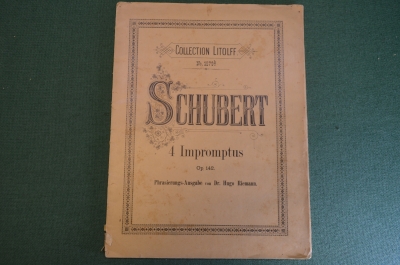 COLLECTION LITOLFF
SCHUBERT
4 Impromptus
Op. 142.
Phrasierungs-Ausgabe von Dr. Hugo Riemann.